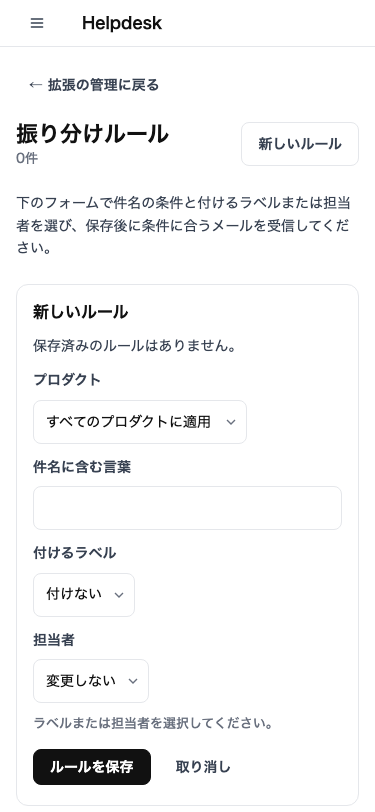 Helpdesk
← 拡張の管理に戻る
振り分けルール
0件
新しいルール
下のフォームで件名の条件と付けるラベルまたは担当
者を選び、保存後に条件に合うメールを受信してくだ
さい。
新しいルール
保存済みのルールはありません。
プロダクト
すべてのプロダクトに適用
件名に含む言葉
付けるラベル
付けない
担当者
変更しない
ラベルまたは担当者を選択してください。
ルールを保存
取り消し